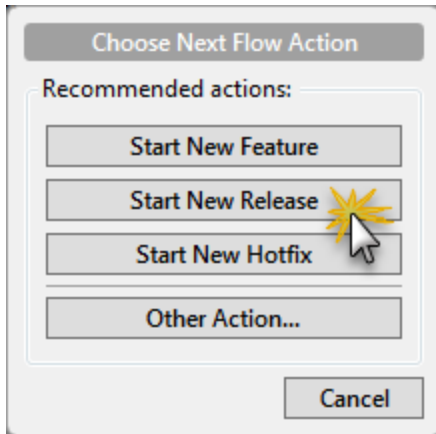 Choose Next Flow Action
Recommended actions:
Start New Feature
Start New Release
Start New Hotfix
Other Action...
Cancel